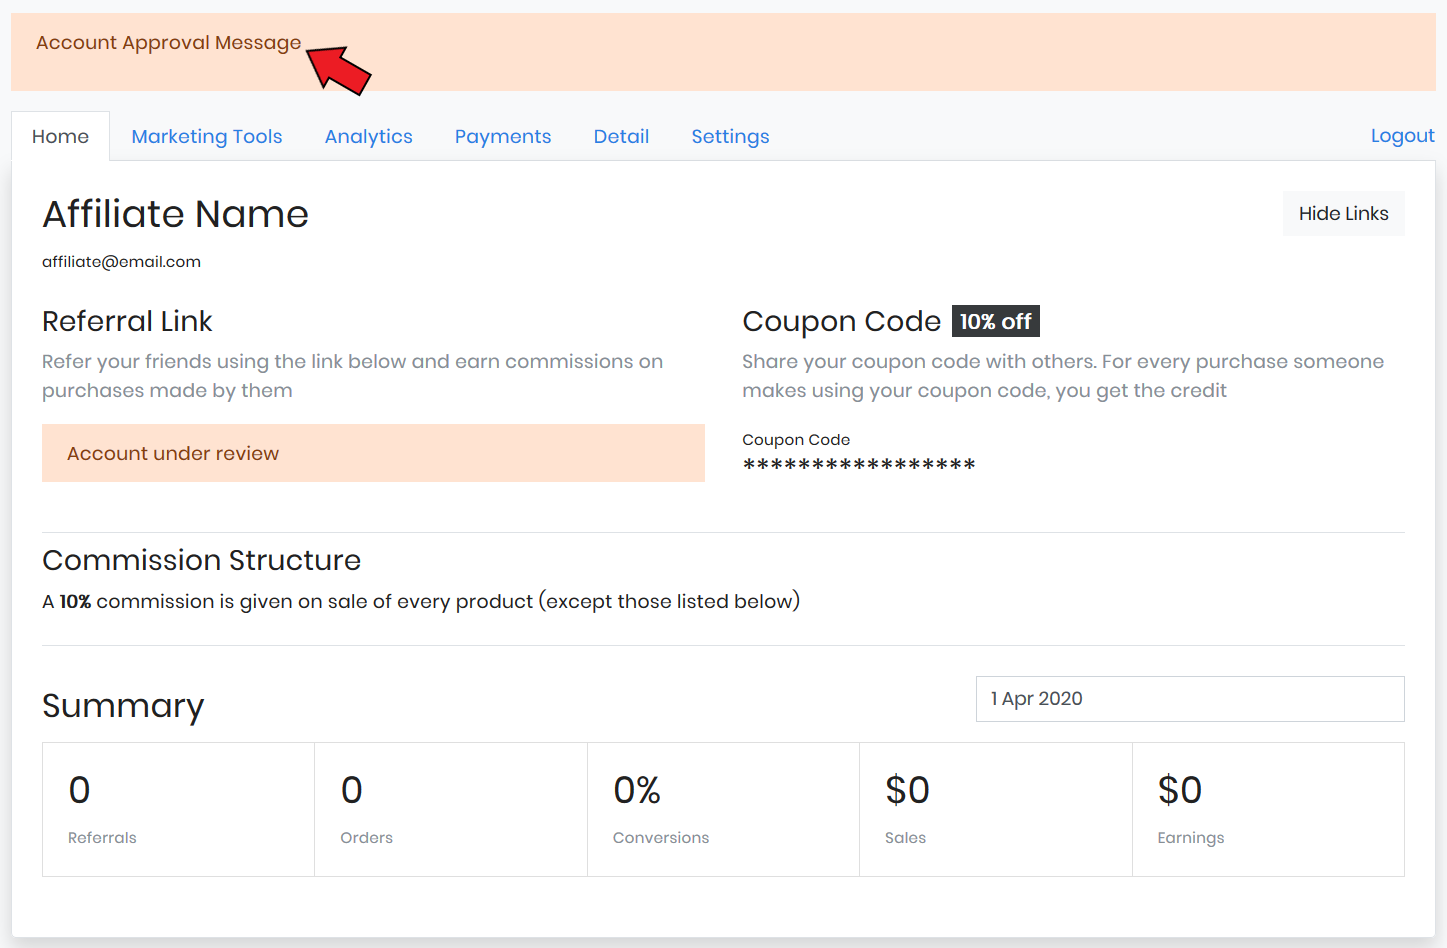 Account Approval Message
Home Marketing Tools Analytics Payments Detail Settings Logout
Affiliate Name
Hide Links
affiliate@email.com
Referral Link
Refer your friends using the link below and earn commissions on
purchases made by them
Account under review
Coupon Code 10% off
Share your coupon code with others. For every purchase someone
makes using your coupon code, you get the credit
Coupon Code
*****************
Commission Structure
A 10% commission is given on sale of every product (except those listed below)
Summary
1 Apr 2020
0
Referrals
0
Orders
0%
Conversions
$0
Sales
$0
Earnings